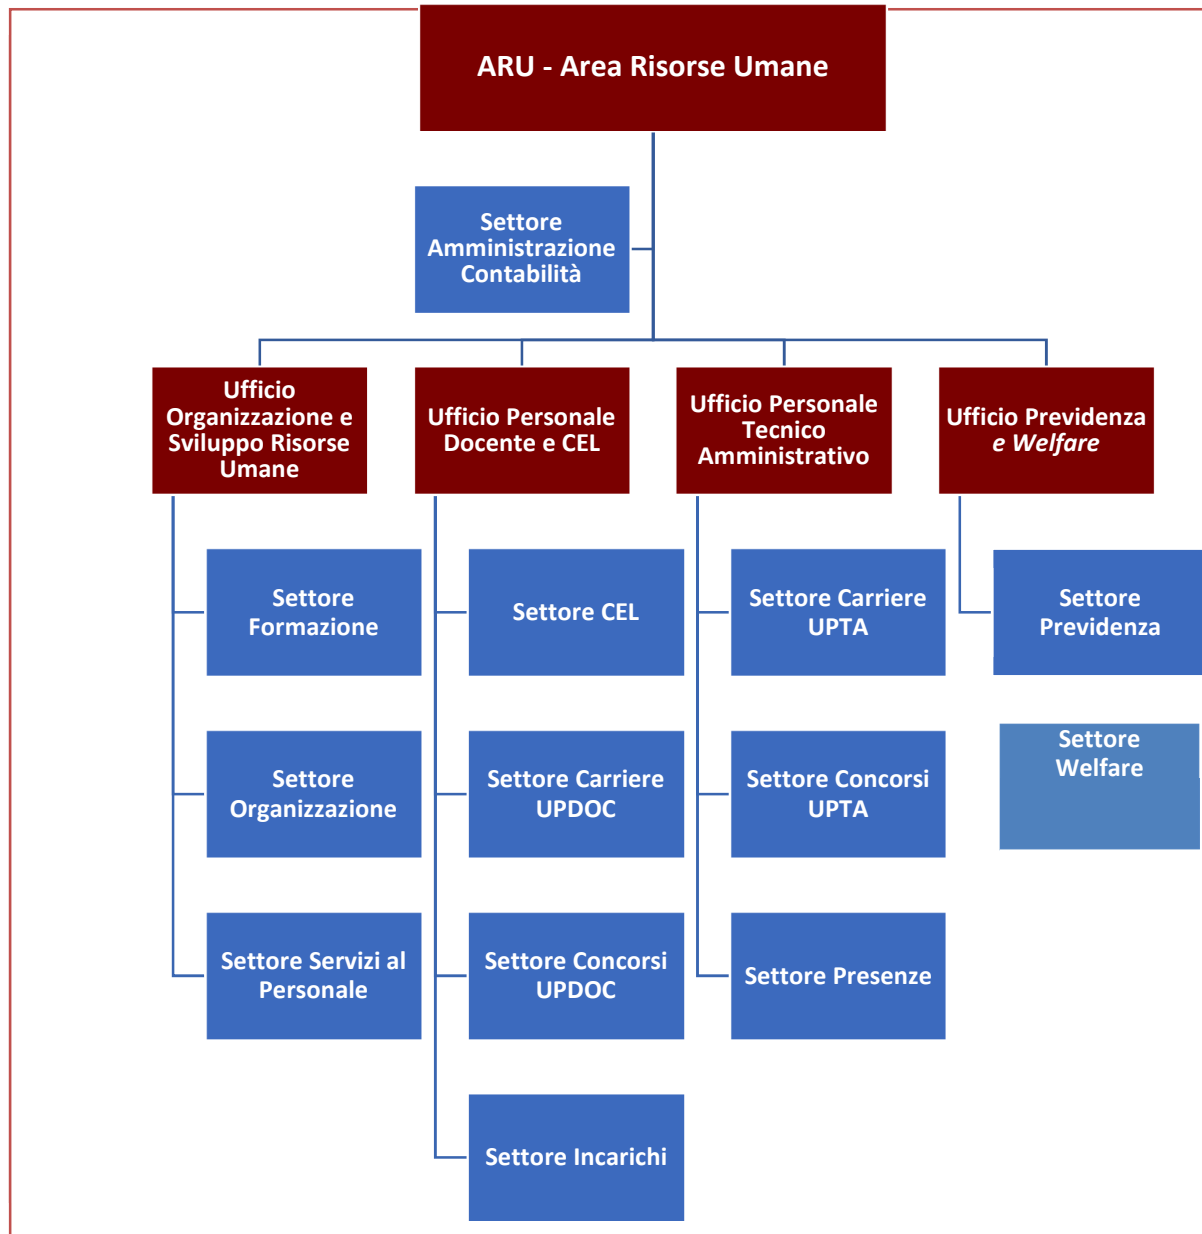 ARU - Area Risorse Umane
Settore
Amministrazione
Contabilità
Ufficio
Organizzazione e
Sviluppo Risorse
Umane
Ufficio Personale
Docente e CEL
Ufficio Personale
Tecnico
Amministrativo
Ufficio Previdenza
e Welfare
Settore
Formazione
Settore CEL
Settore Carriere
UPTA
Settore
Previdenza
Settore
Organizzazione
Settore Carriere
UPDOC
Settore Concorsi
UPTA
Settore
Welfare
Settore Servizi al
Personale
Settore Concorsi
UPDOC
Settore Presenze
Settore Incarichi